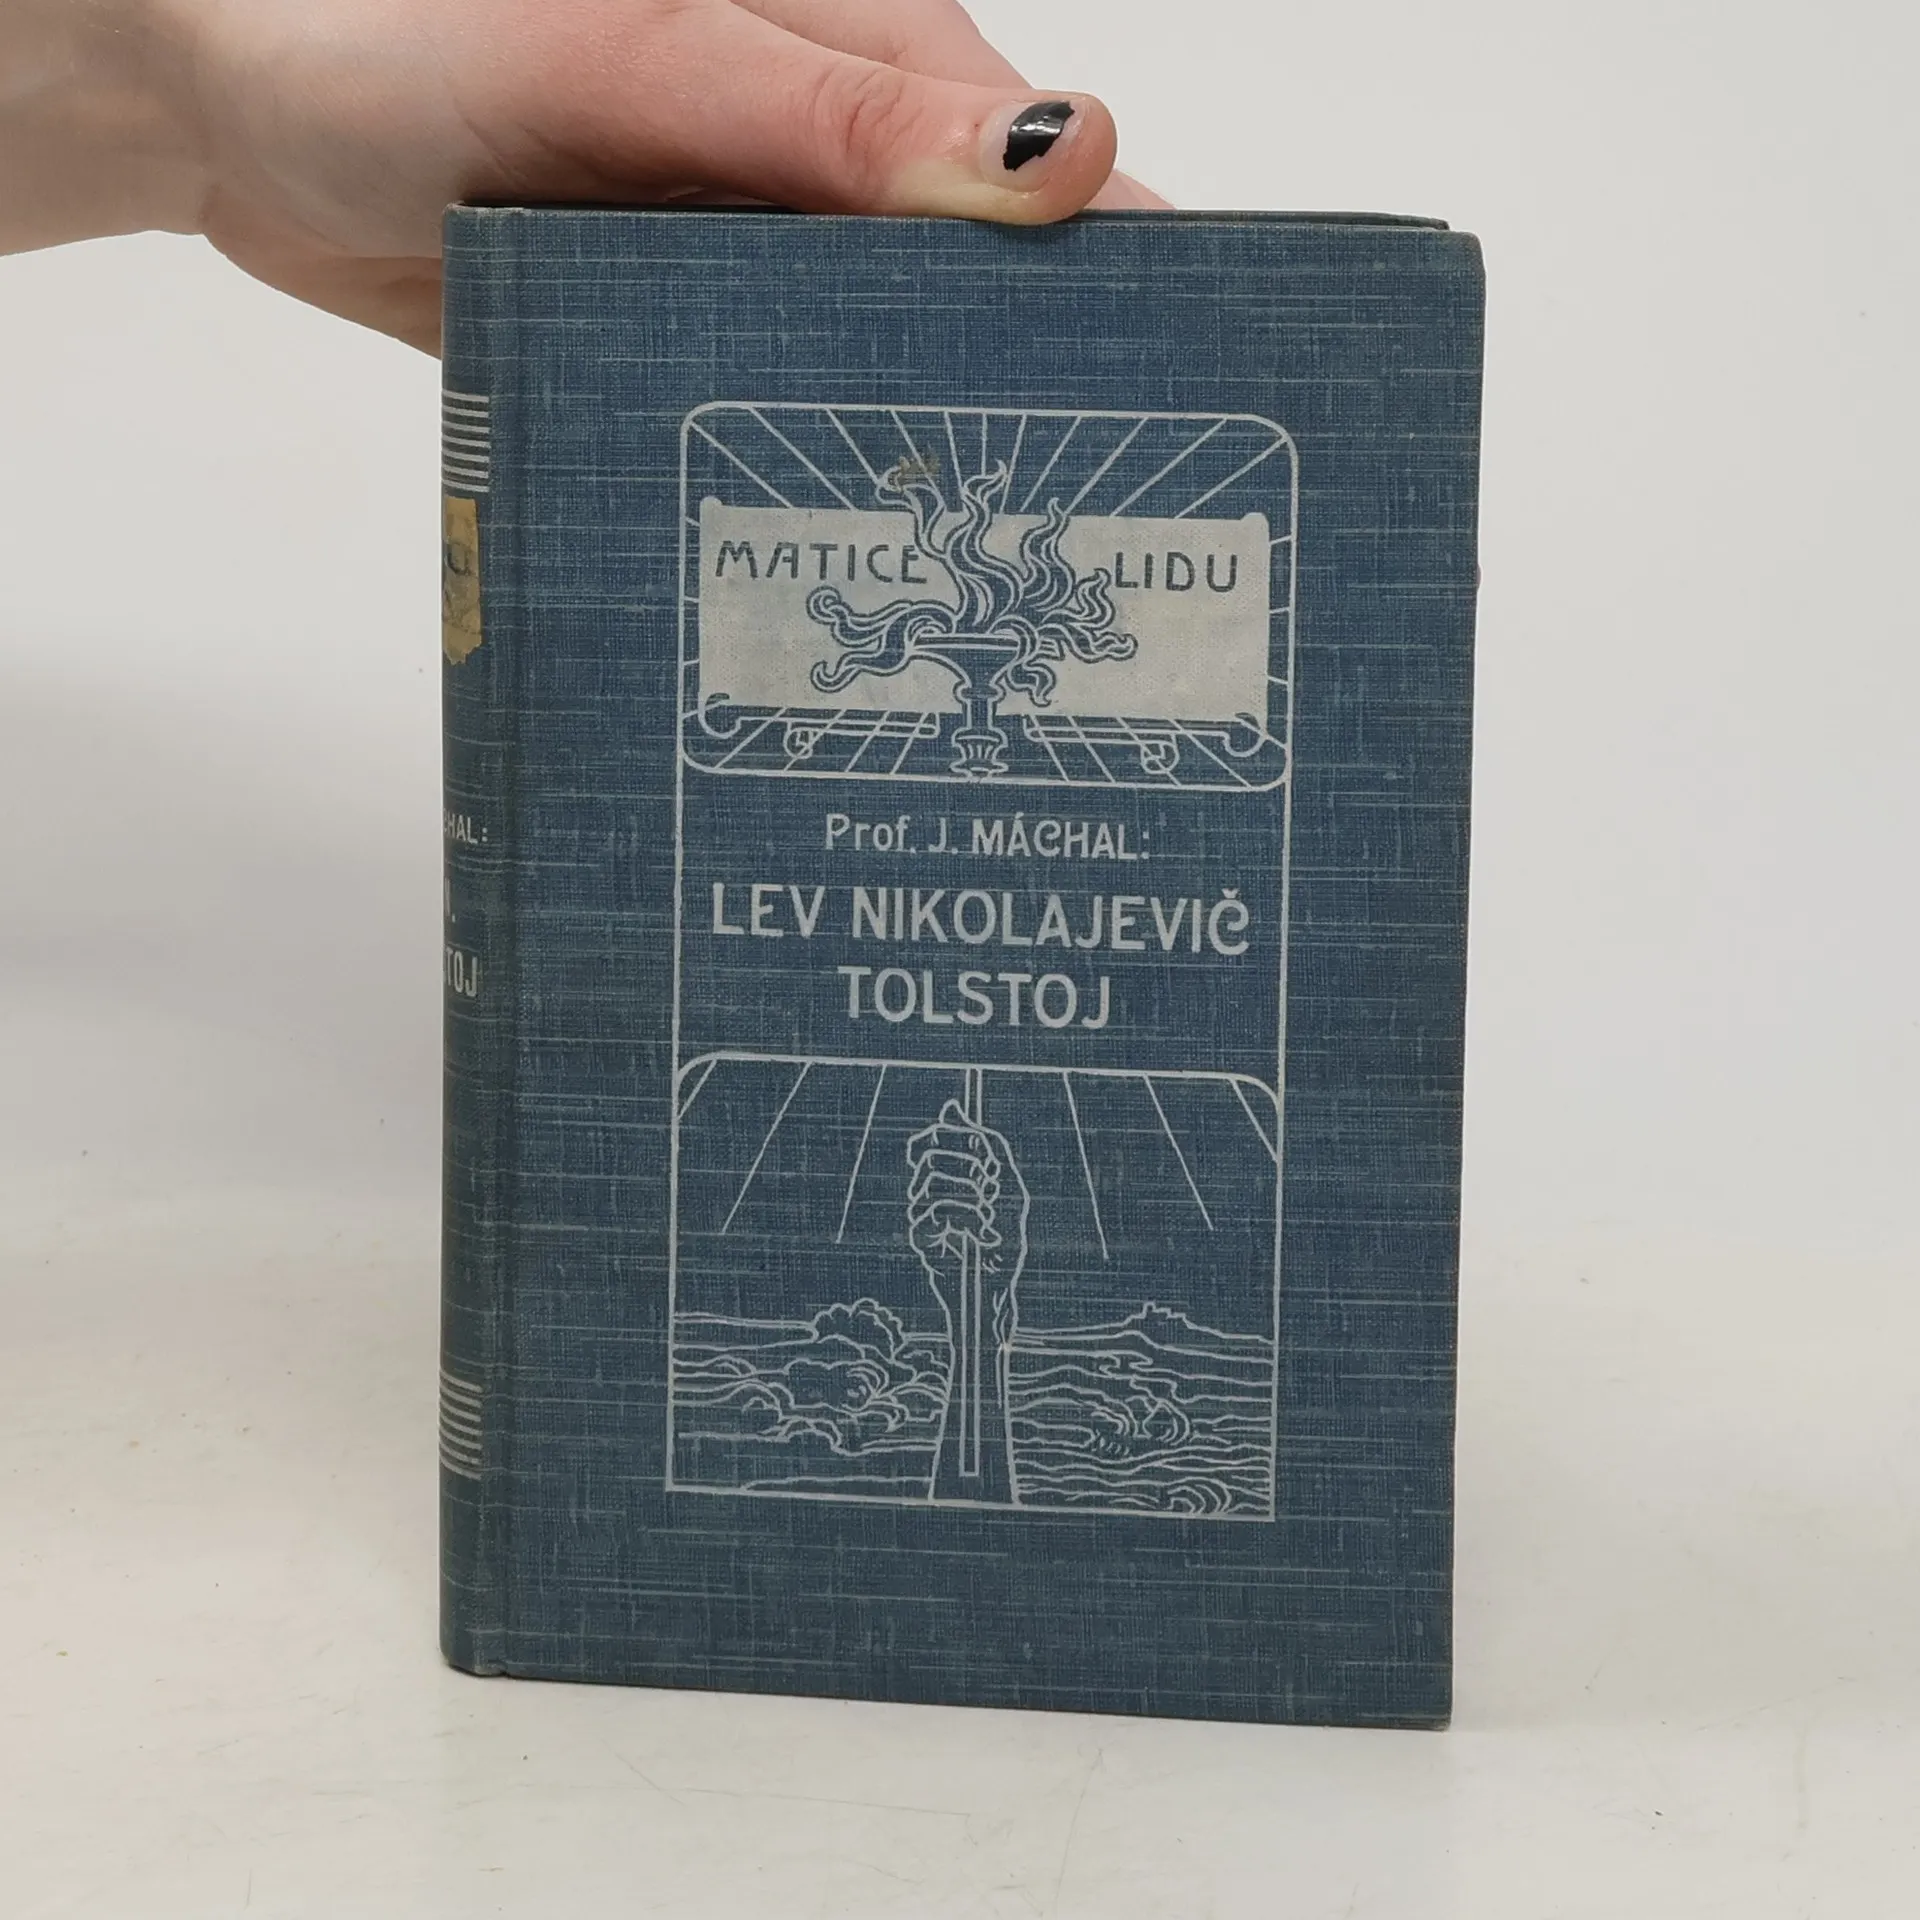 MATICE LIDU
Prof. J. MÁCHAL:
LEV NIKOLAJEVIČ
TOLSTOJ